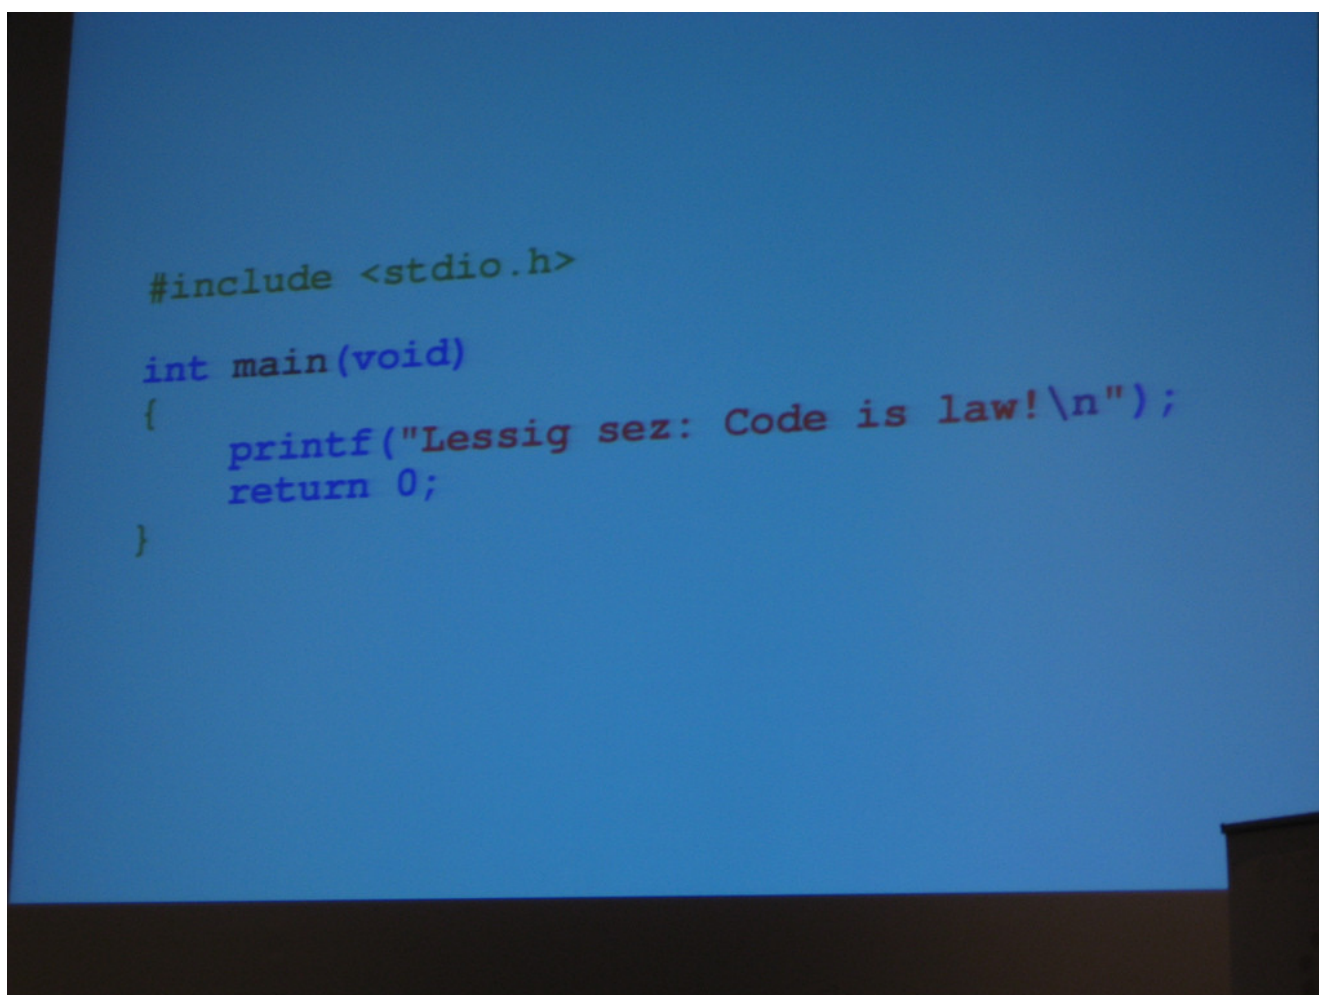 #include <stdio.h>
int main(void)
{
printf("Lessig sez: Code is law!\n");
return 0;
}